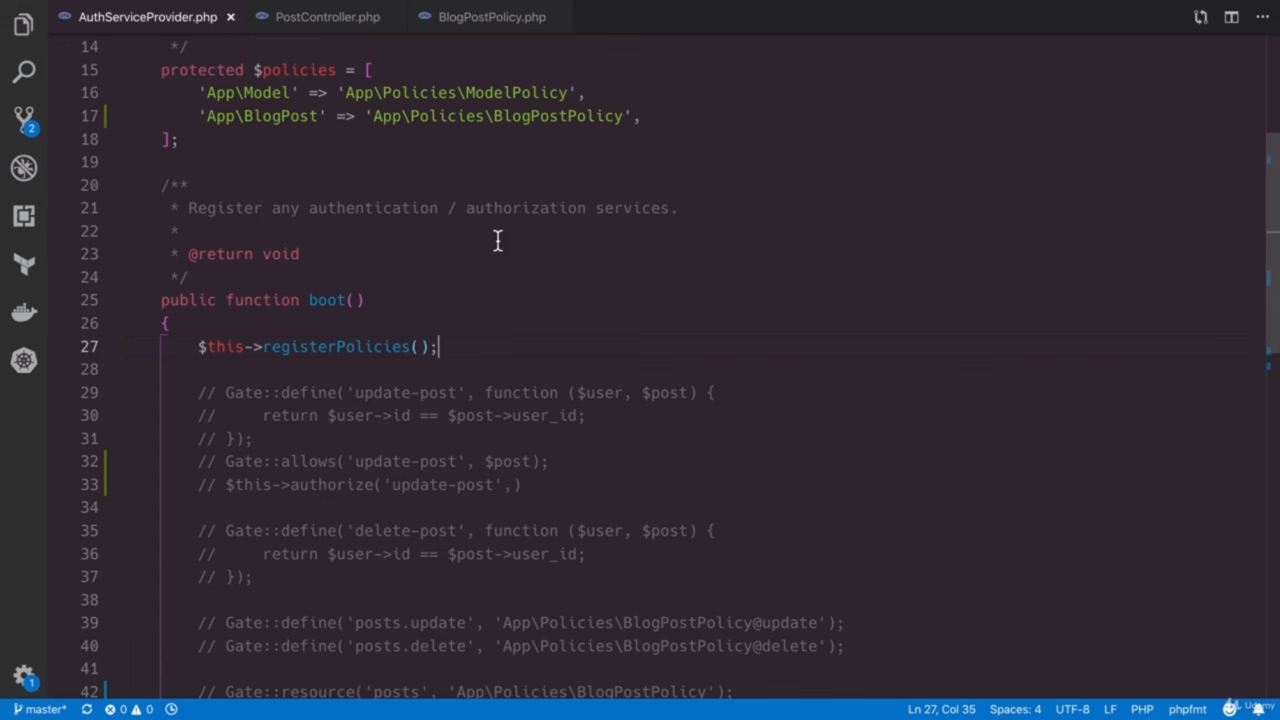 AuthServiceProvider.php × PostController.php BlogPostPolicy.php
14 */
15 protected $policies = [
16 'App\Model' => 'App\Policies\ModelPolicy',
17 'App\BlogPost' => 'App\Policies\BlogPostPolicy',
18 ];
19
20 /**
21 * Register any authentication / authorization services.
22 *
23 * @return void
24 */
25 public function boot()
26 {
27 $this->registerPolicies();
28
29 // Gate::define('update-post', function ($user, $post) {
30 //     return $user->id == $post->user_id;
31 // });
32 // Gate::allows('update-post', $post);
33 // $this->authorize('update-post',)
34
35 // Gate::define('delete-post', function ($user, $post) {
36 //     return $user->id == $post->user_id;
37 // });
38
39 // Gate::define('posts.update', 'App\Policies\BlogPostPolicy@update');
40 // Gate::define('posts.delete', 'App\Policies\BlogPostPolicy@delete');
41
42 // Gate::resource('posts', 'App\Policies\BlogPostPolicy');
2
1
master* 0 0 Ln 27, Col 35 Spaces: 4 UTF-8 LF PHP phpfmt
Udemy